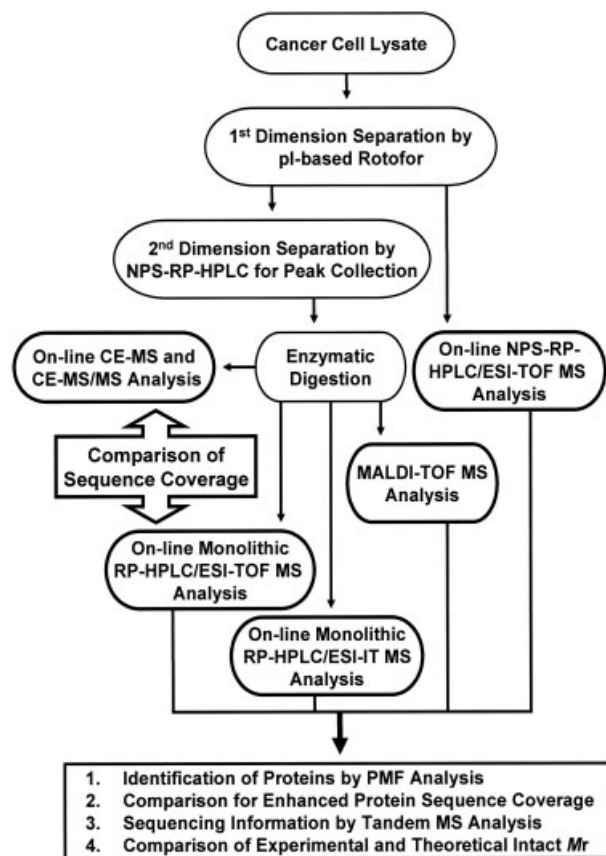 Cancer Cell Lysate
1st Dimension Separation by
pI-based Rotofor
2nd Dimension Separation by
NPS-RP-HPLC for Peak Collection
On-line CE-MS and
CE-MS/MS Analysis
Enzymatic
Digestion
On-line NPS-RP-
HPLC/ESI-TOF MS
Analysis
Comparison of
Sequence Coverage
MALDI-TOF MS
Analysis
On-line Monolithic
RP-HPLC/ESI-TOF MS
Analysis
On-line Monolithic
RP-HPLC/ESI-IT MS
Analysis
1. Identification of Proteins by PMF Analysis
2. Comparison for Enhanced Protein Sequence Coverage
3. Sequencing Information by Tandem MS Analysis
4. Comparison of Experimental and Theoretical Intact Mr